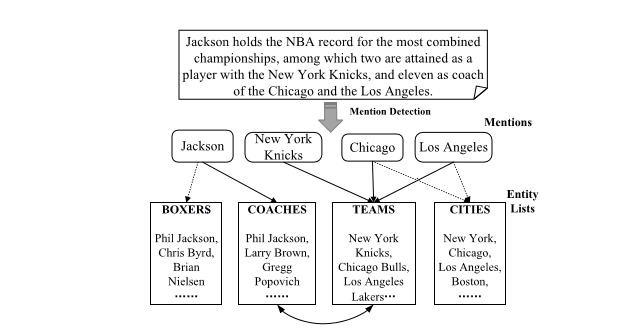 Jackson holds the NBA record for the most combined
championships, among which two are attained as a
player with the New York Knicks, and eleven as coach
of the Chicago and the Los Angeles.
Mention Detection
Mentions
Jackson
New York
Knicks
Chicago
Los Angeles
Entity
Lists
BOXERS
Phil Jackson,
Chris Byrd,
Brian
Nielsen
······
COACHES
Phil Jackson,
Larry Brown,
Gregg
Popovich
······
TEAMS
New York
Knicks,
Chicago Bulls,
Los Angeles
Lakers···
CITIES
New York,
Chicago,
Los Angeles,
Boston,
······